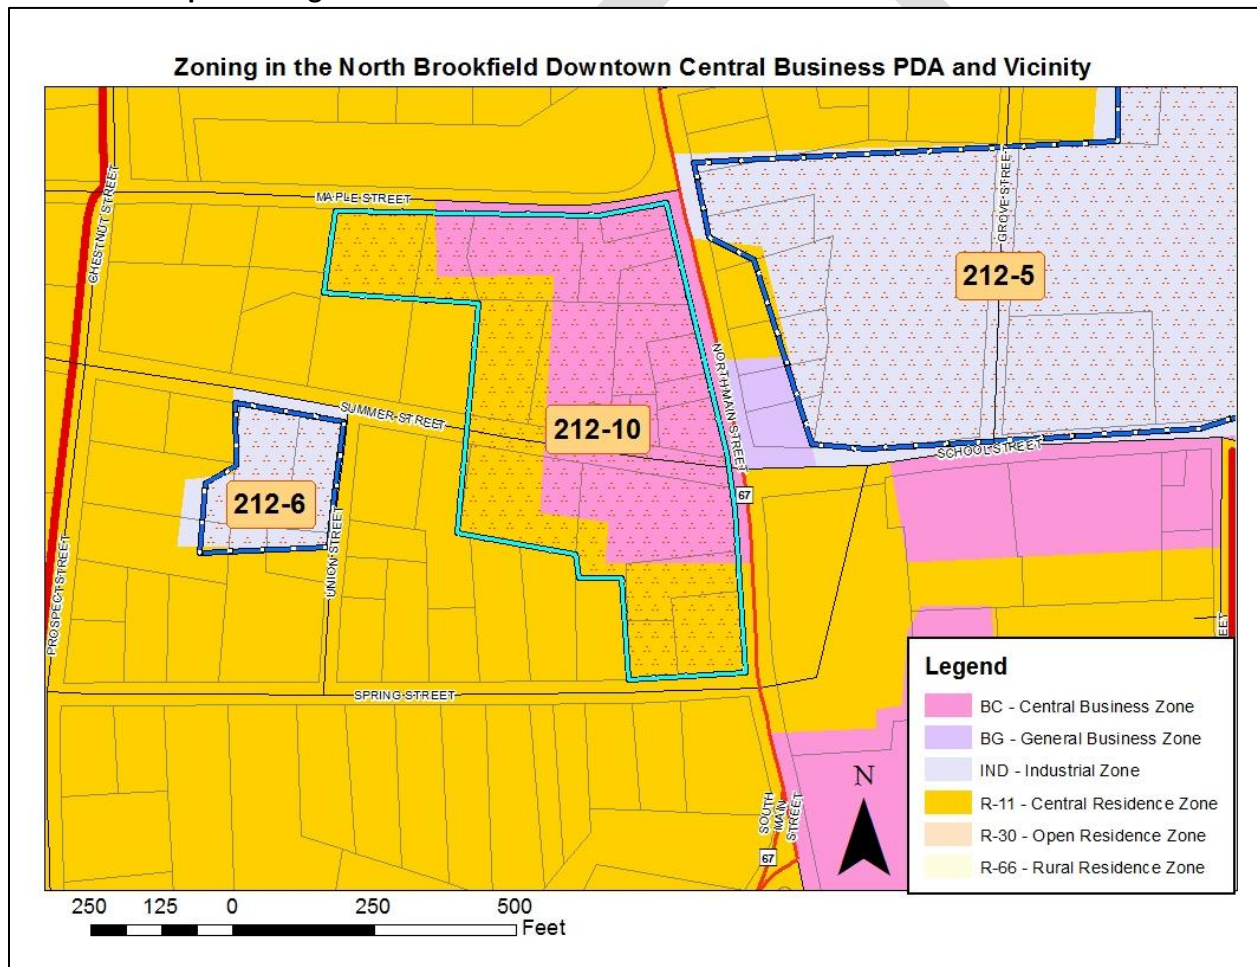 Zoning in the North Brookfield Downtown Central Business PDA and Vicinity
CHESTNUT STREET
MAPLE STREET
GROVE STREET
212-5
NORTH MAIN STREET
SUMMER STREET
212-10
SCHOOL STREET
67
212-6
UNION STREET
PROSPECT STREET
EET
SPRING STREET
SOUTH
MAIN
STREET
67
N
Legend
BC - Central Business Zone
BG - General Business Zone
IND - Industrial Zone
R-11 - Central Residence Zone
R-30 - Open Residence Zone
R-66 - Rural Residence Zone
250 125 0 250 500
Feet